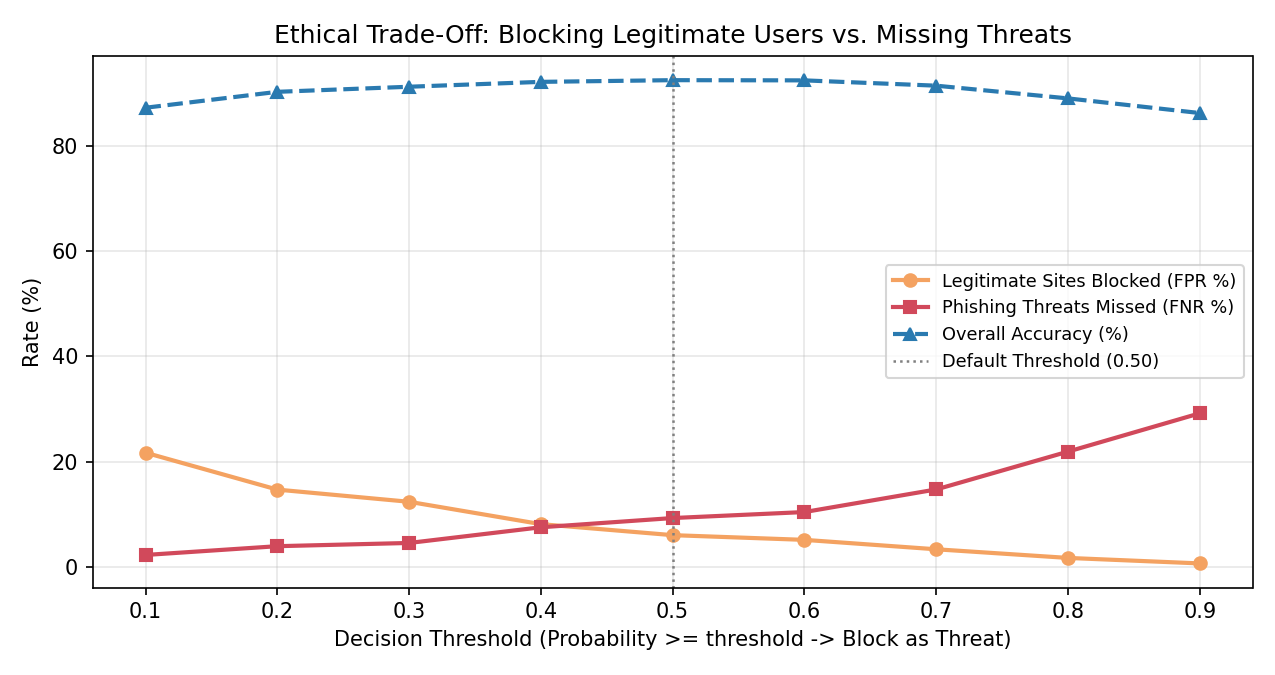 Ethical Trade-Off: Blocking Legitimate Users vs. Missing Threats
Rate (%)
80
60
40
20
0
Legitimate Sites Blocked (FPR %)
Phishing Threats Missed (FNR %)
Overall Accuracy (%)
Default Threshold (0.50)
0.1 0.2 0.3 0.4 0.5 0.6 0.7 0.8 0.9
Decision Threshold (Probability >= threshold -> Block as Threat)